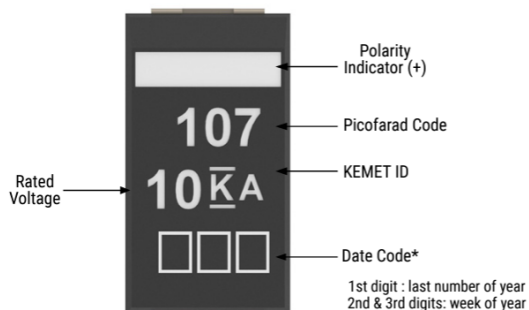 Polarity
Indicator (+)
107
Picofarad Code
Rated
Voltage
10 K A
KEMET ID
Date Code*
1st digit : last number of year
2nd & 3rd digits: week of year